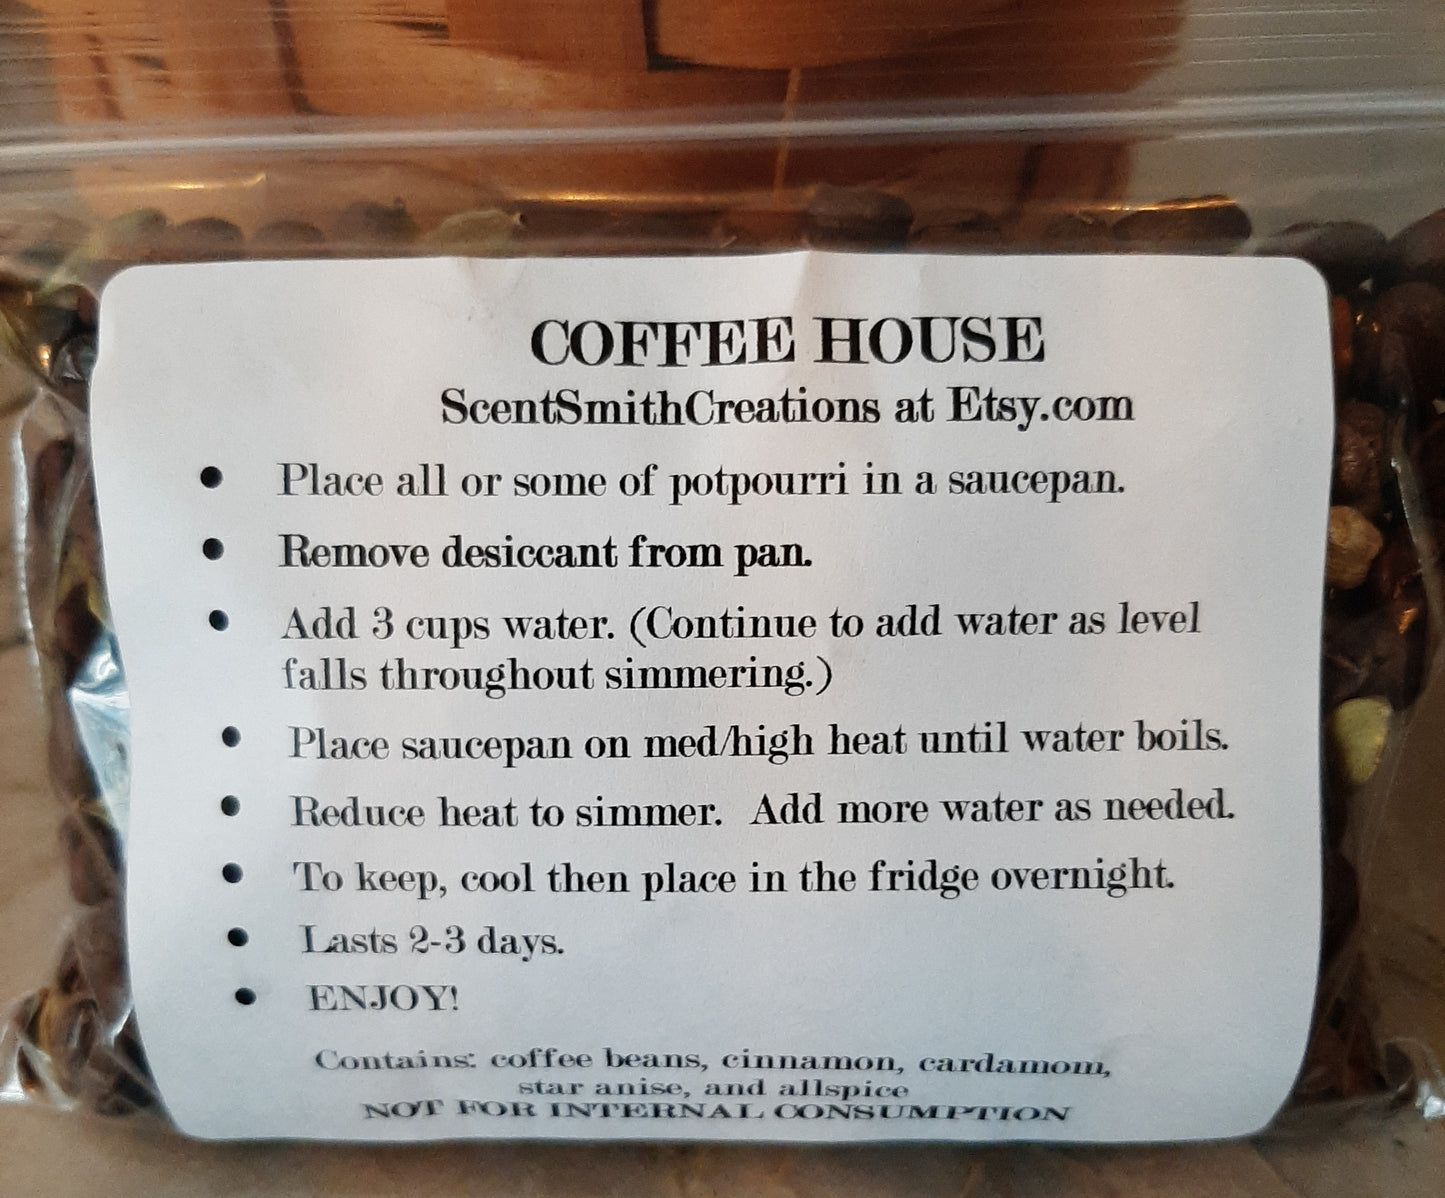 COFFEE HOUSE
ScentSmithCreations at Etsy.com
• Place all or some of potpourri in a saucepan.
• Remove desiccant from pan.
• Add 3 cups water. (Continue to add water as level
falls throughout simmering.)
• Place saucepan on med/high heat until water boils.
• Reduce heat to simmer. Add more water as needed.
• To keep, cool then place in the fridge overnight.
• Lasts 2-3 days.
• ENJOY!
Contains: coffee beans, cinnamon, cardamom,
star anise, and allspice
NOT FOR INTERNAL CONSUMPTION